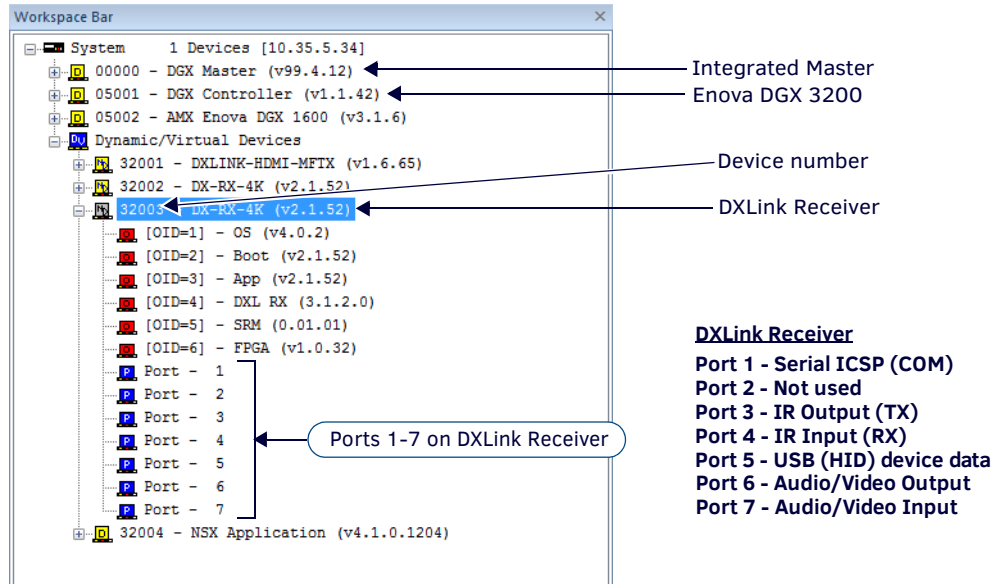 Workspace Bar
System 1 Devices [10.35.5.34]
00000 - DGX Master (v99.4.12)
05001 - DGX Controller (v1.1.42)
05002 - AMX Enova DGX 1600 (v3.1.6)
Dynamic/Virtual Devices
32001 - DXLINK-HDMI-MFTX (v1.6.65)
32002 - DX-RX-4K (v2.1.52)
32003 - DX-RX-4K (v2.1.52)
[OID=1] - OS (v4.0.2)
[OID=2] - Boot (v2.1.52)
[OID=3] - App (v2.1.52)
[OID=4] - DXL RX (3.1.2.0)
[OID=5] - SRM (0.01.01)
[OID=6] - FPGA (v1.0.32)
Port - 1
Port - 2
Port - 3
Port - 4
Port - 5
Port - 6
Port - 7
32004 - NSX Application (v4.1.0.1204)
Integrated Master
Enova DGX 3200
Device number
DXLink Receiver
Ports 1-7 on DXLink Receiver
DXLink Receiver
Port 1 - Serial ICSP (COM)
Port 2 - Not used
Port 3 - IR Output (TX)
Port 4 - IR Input (RX)
Port 5 - USB (HID) device data
Port 6 - Audio/Video Output
Port 7 - Audio/Video Input